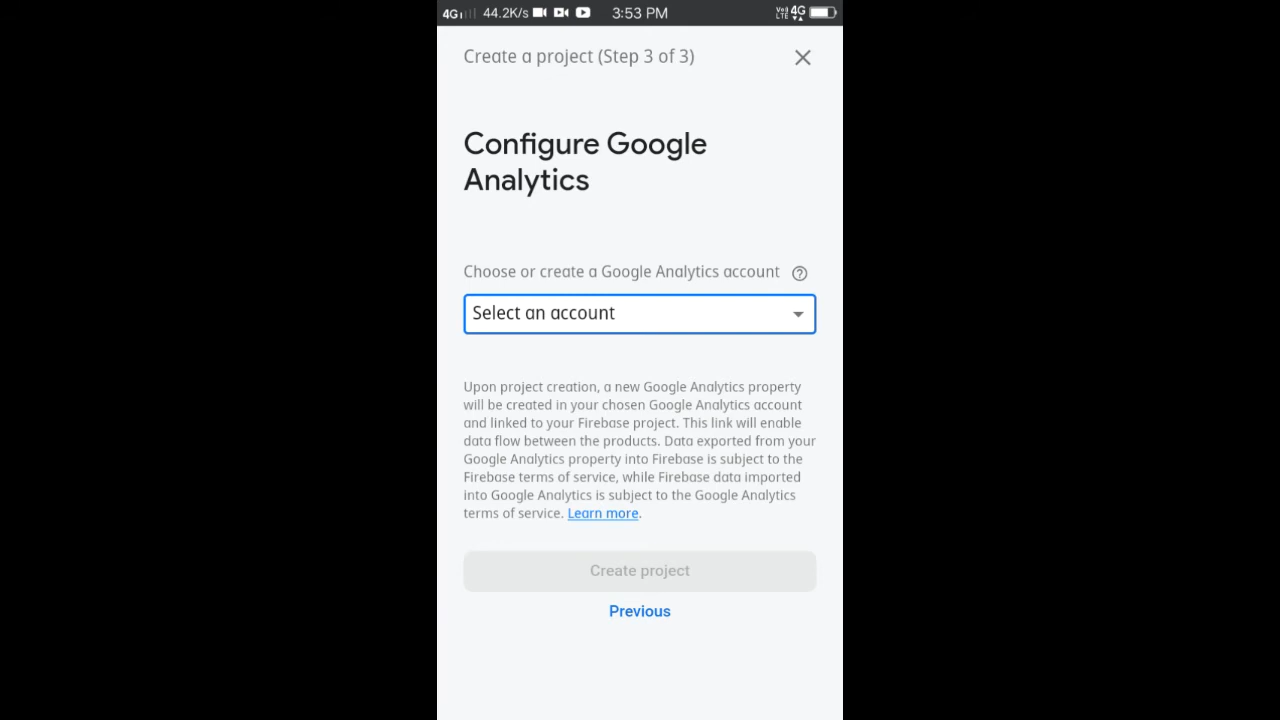 4G 44.2K/s 3:53 PM VoD LTE 4G
Create a project (Step 3 of 3)
Configure Google
Analytics
Choose or create a Google Analytics account
Select an account
Upon project creation, a new Google Analytics property
will be created in your chosen Google Analytics account
and linked to your Firebase project. This link will enable
data flow between the products. Data exported from your
Google Analytics property into Firebase is subject to the
Firebase terms of service, while Firebase data imported
into Google Analytics is subject to the Google Analytics
terms of service. Learn more.
Create project
Previous